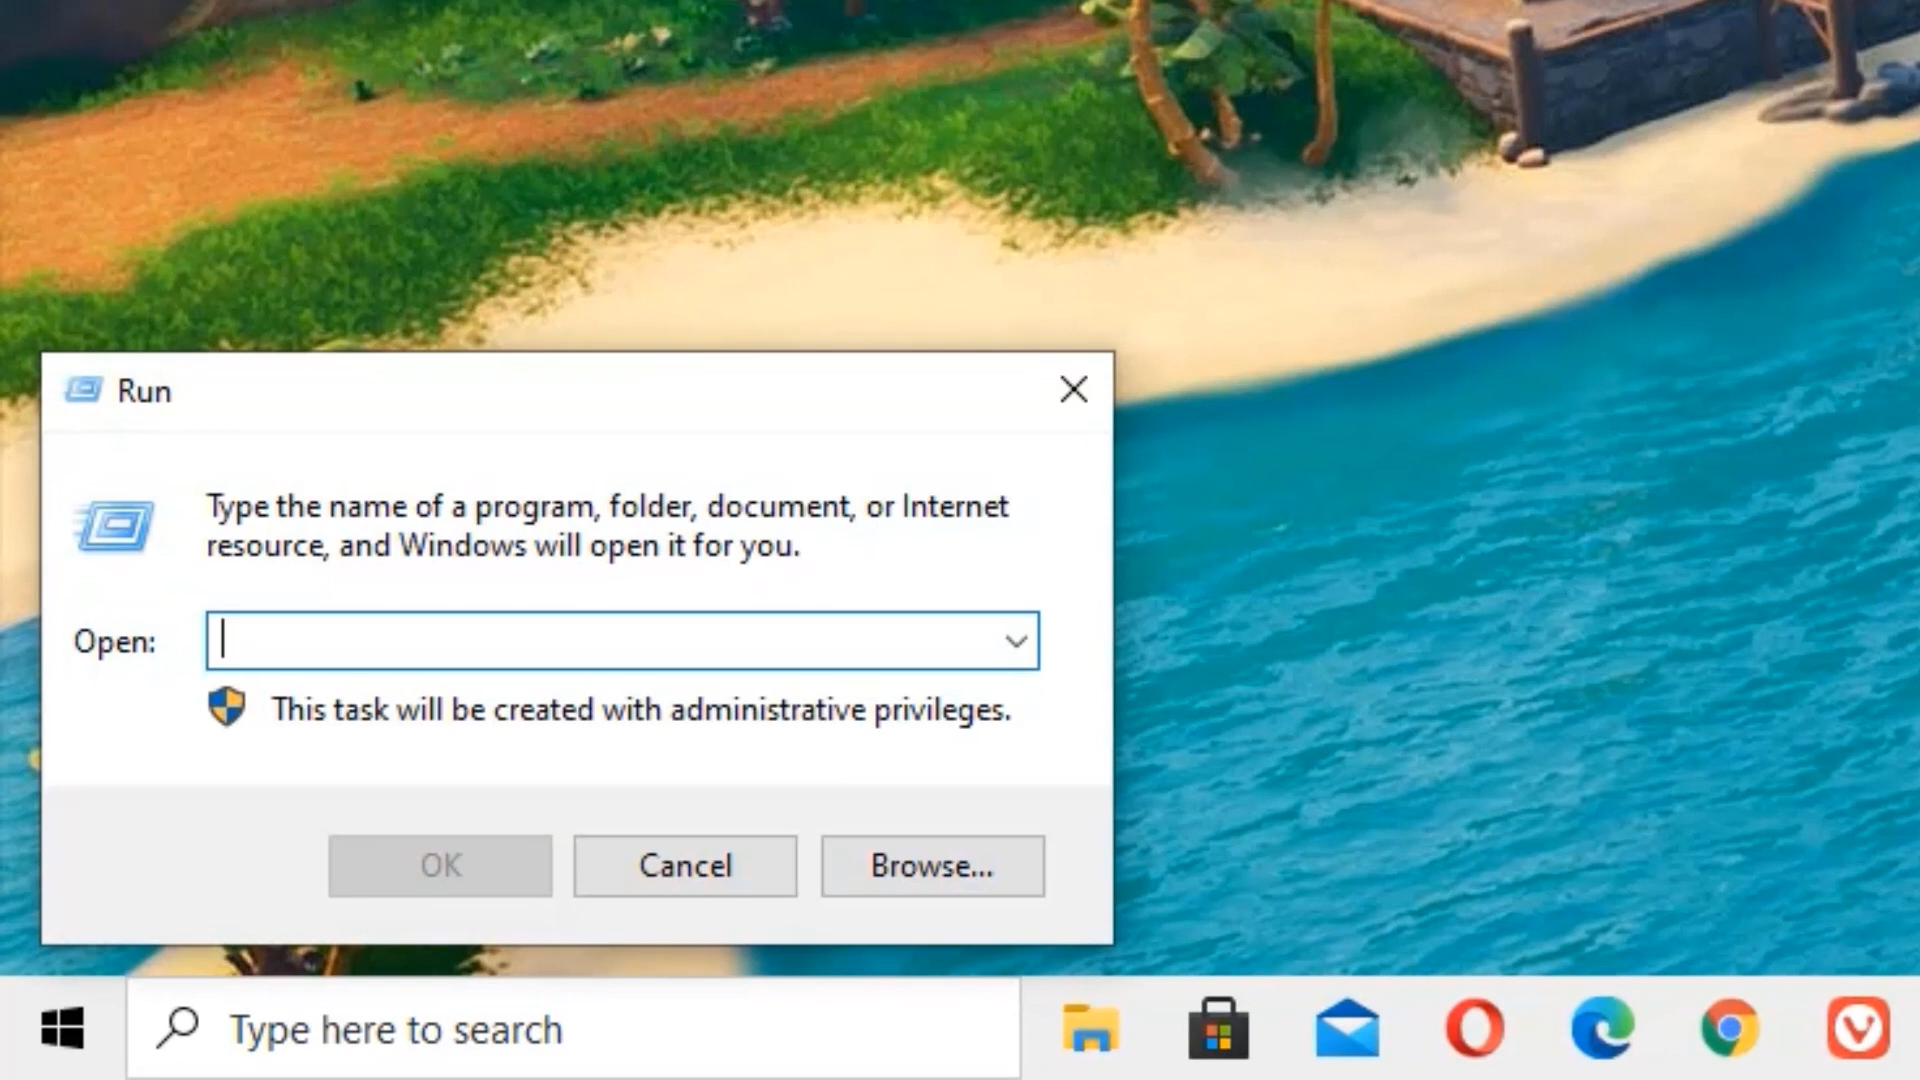 Run
Type the name of a program, folder, document, or Internet
resource, and Windows will open it for you.
Open:
This task will be created with administrative privileges.
OK
Cancel
Browse...
Type here to search